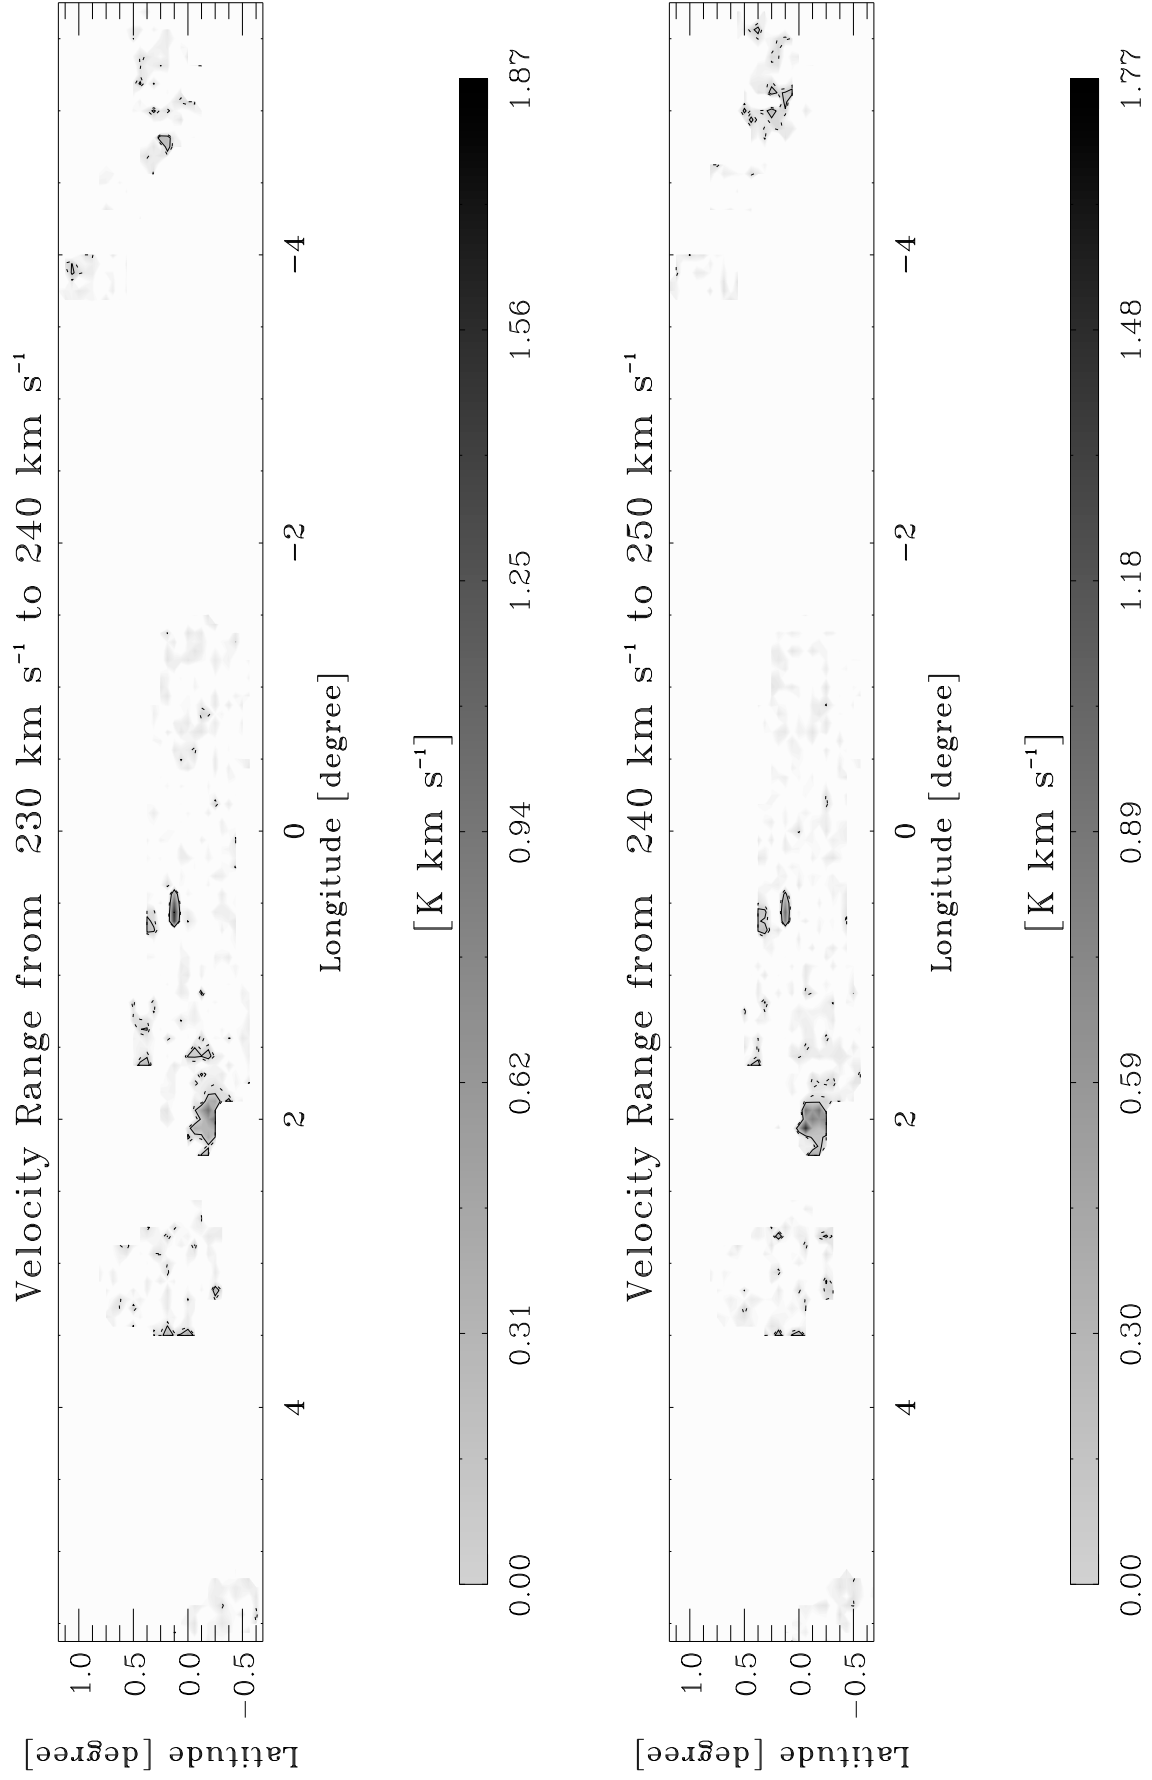 Velocity Range from 230 km s⁻¹ to 240 km s⁻¹
Latitude [degree]
1.0
0.5
0.0
−0.5
4 2 0 −2 −4
Longitude [degree]
[K km s⁻¹]
0.00 0.31 0.62 0.94 1.25 1.56 1.87
Velocity Range from 240 km s⁻¹ to 250 km s⁻¹
Latitude [degree]
1.0
0.5
0.0
−0.5
4 2 0 −2 −4
Longitude [degree]
[K km s⁻¹]
0.00 0.30 0.59 0.89 1.18 1.48 1.77